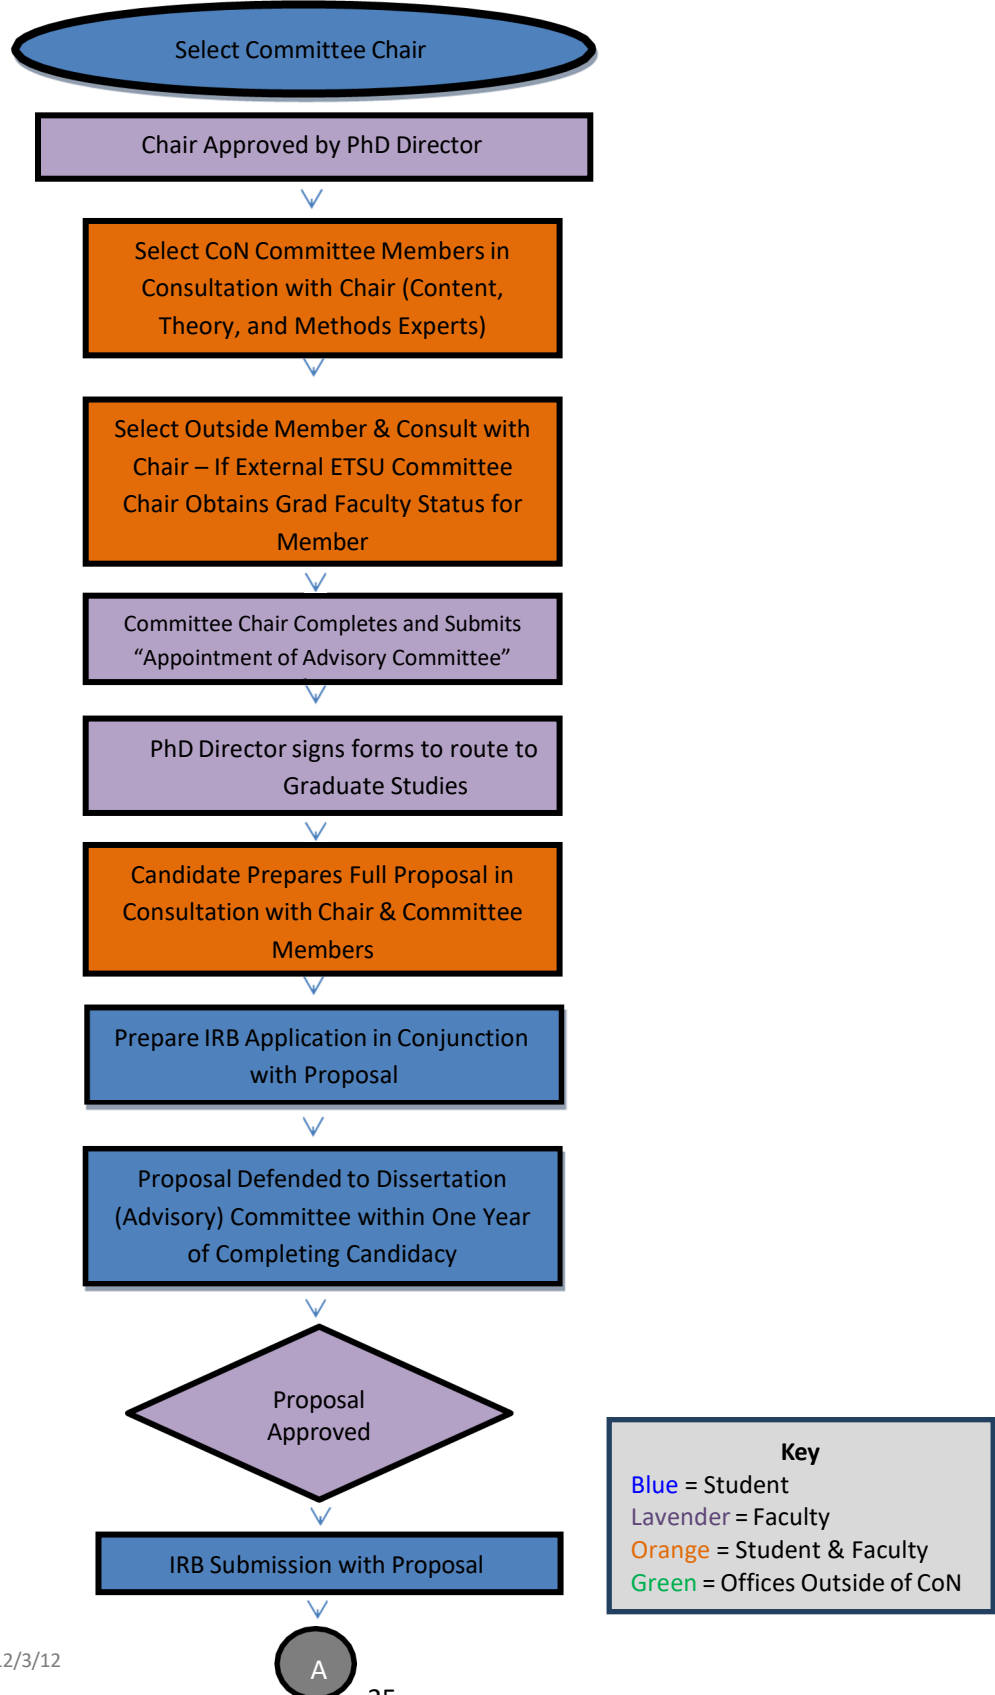 Select Committee Chair
Chair Approved by PhD Director
Select CoN Committee Members in
Consultation with Chair (Content,
Theory, and Methods Experts)
Select Outside Member & Consult with
Chair – If External ETSU Committee
Chair Obtains Grad Faculty Status for
Member
Committee Chair Completes and Submits
“Appointment of Advisory Committee”
PhD Director signs forms to route to
Graduate Studies
Candidate Prepares Full Proposal in
Consultation with Chair & Committee
Members
Prepare IRB Application in Conjunction
with Proposal
Proposal Defended to Dissertation
(Advisory) Committee within One Year
of Completing Candidacy
Proposal
Approved
Key
Blue = Student
Lavender = Faculty
Orange = Student & Faculty
Green = Offices Outside of CoN
IRB Submission with Proposal
A
2/3/12